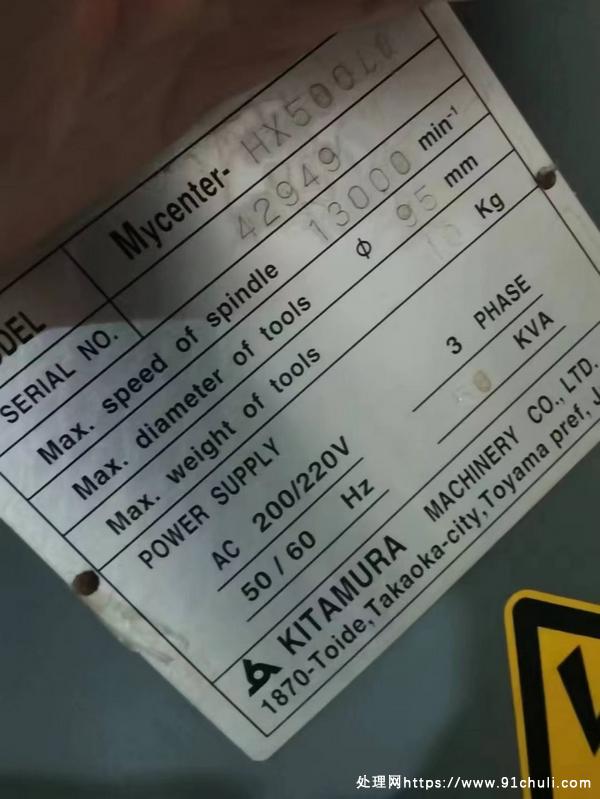 Mycenter- HX500
SERIAL NO. 42949
Max. speed of spindle 13000 min-1
Max. diameter of tools φ 95 mm
Max. weight of tools Kg
POWER SUPPLY
AC 200/220V 3 PHASE
50 / 60 Hz KVA
KITAMURA MACHINERY CO., LTD.
1870-Toide, Takaoka-city, Toyama pref, J
处理网https://www.91chuli.com/